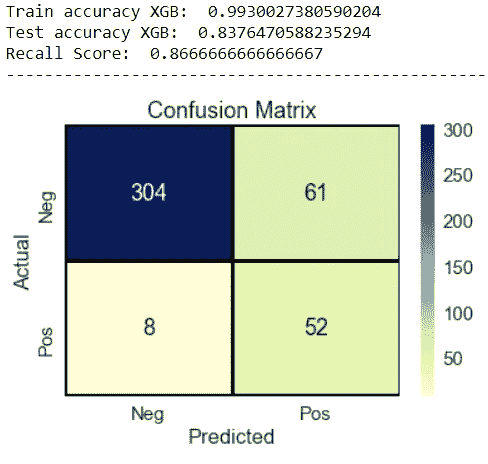 Train accuracy XGB:  0.9930027380590204
Test accuracy XGB:  0.8376470588235294
Recall Score:  0.8666666666666667
------------------------------------------------
Confusion Matrix
300
304 61
250
Neg
200
Actual
150
100
8 52
Pos
50
Neg Pos
Predicted